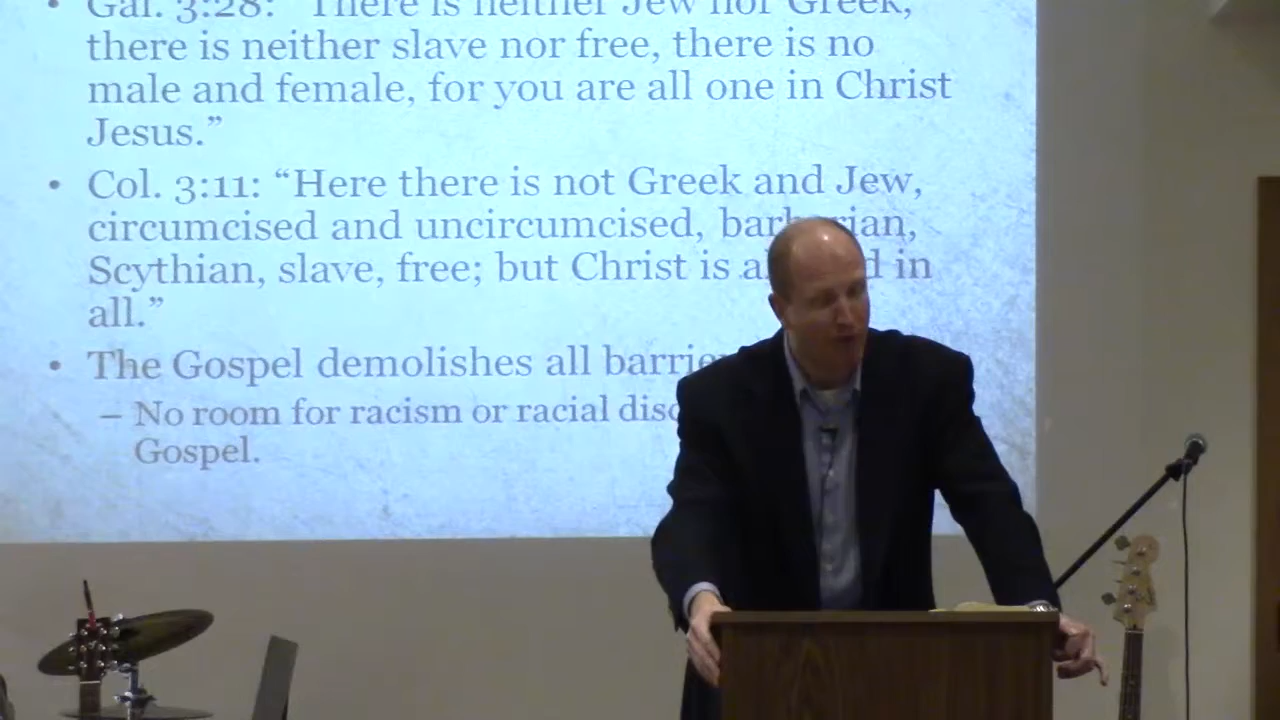 • Gal. 3:28: “There is neither Jew nor Greek,
there is neither slave nor free, there is no
male and female, for you are all one in Christ
Jesus.”
• Col. 3:11: “Here there is not Greek and Jew,
circumcised and uncircumcised, barbarian,
Scythian, slave, free; but Christ is in
all.”
• The Gospel demolishes all
– No room for racism or racial
Gospel.